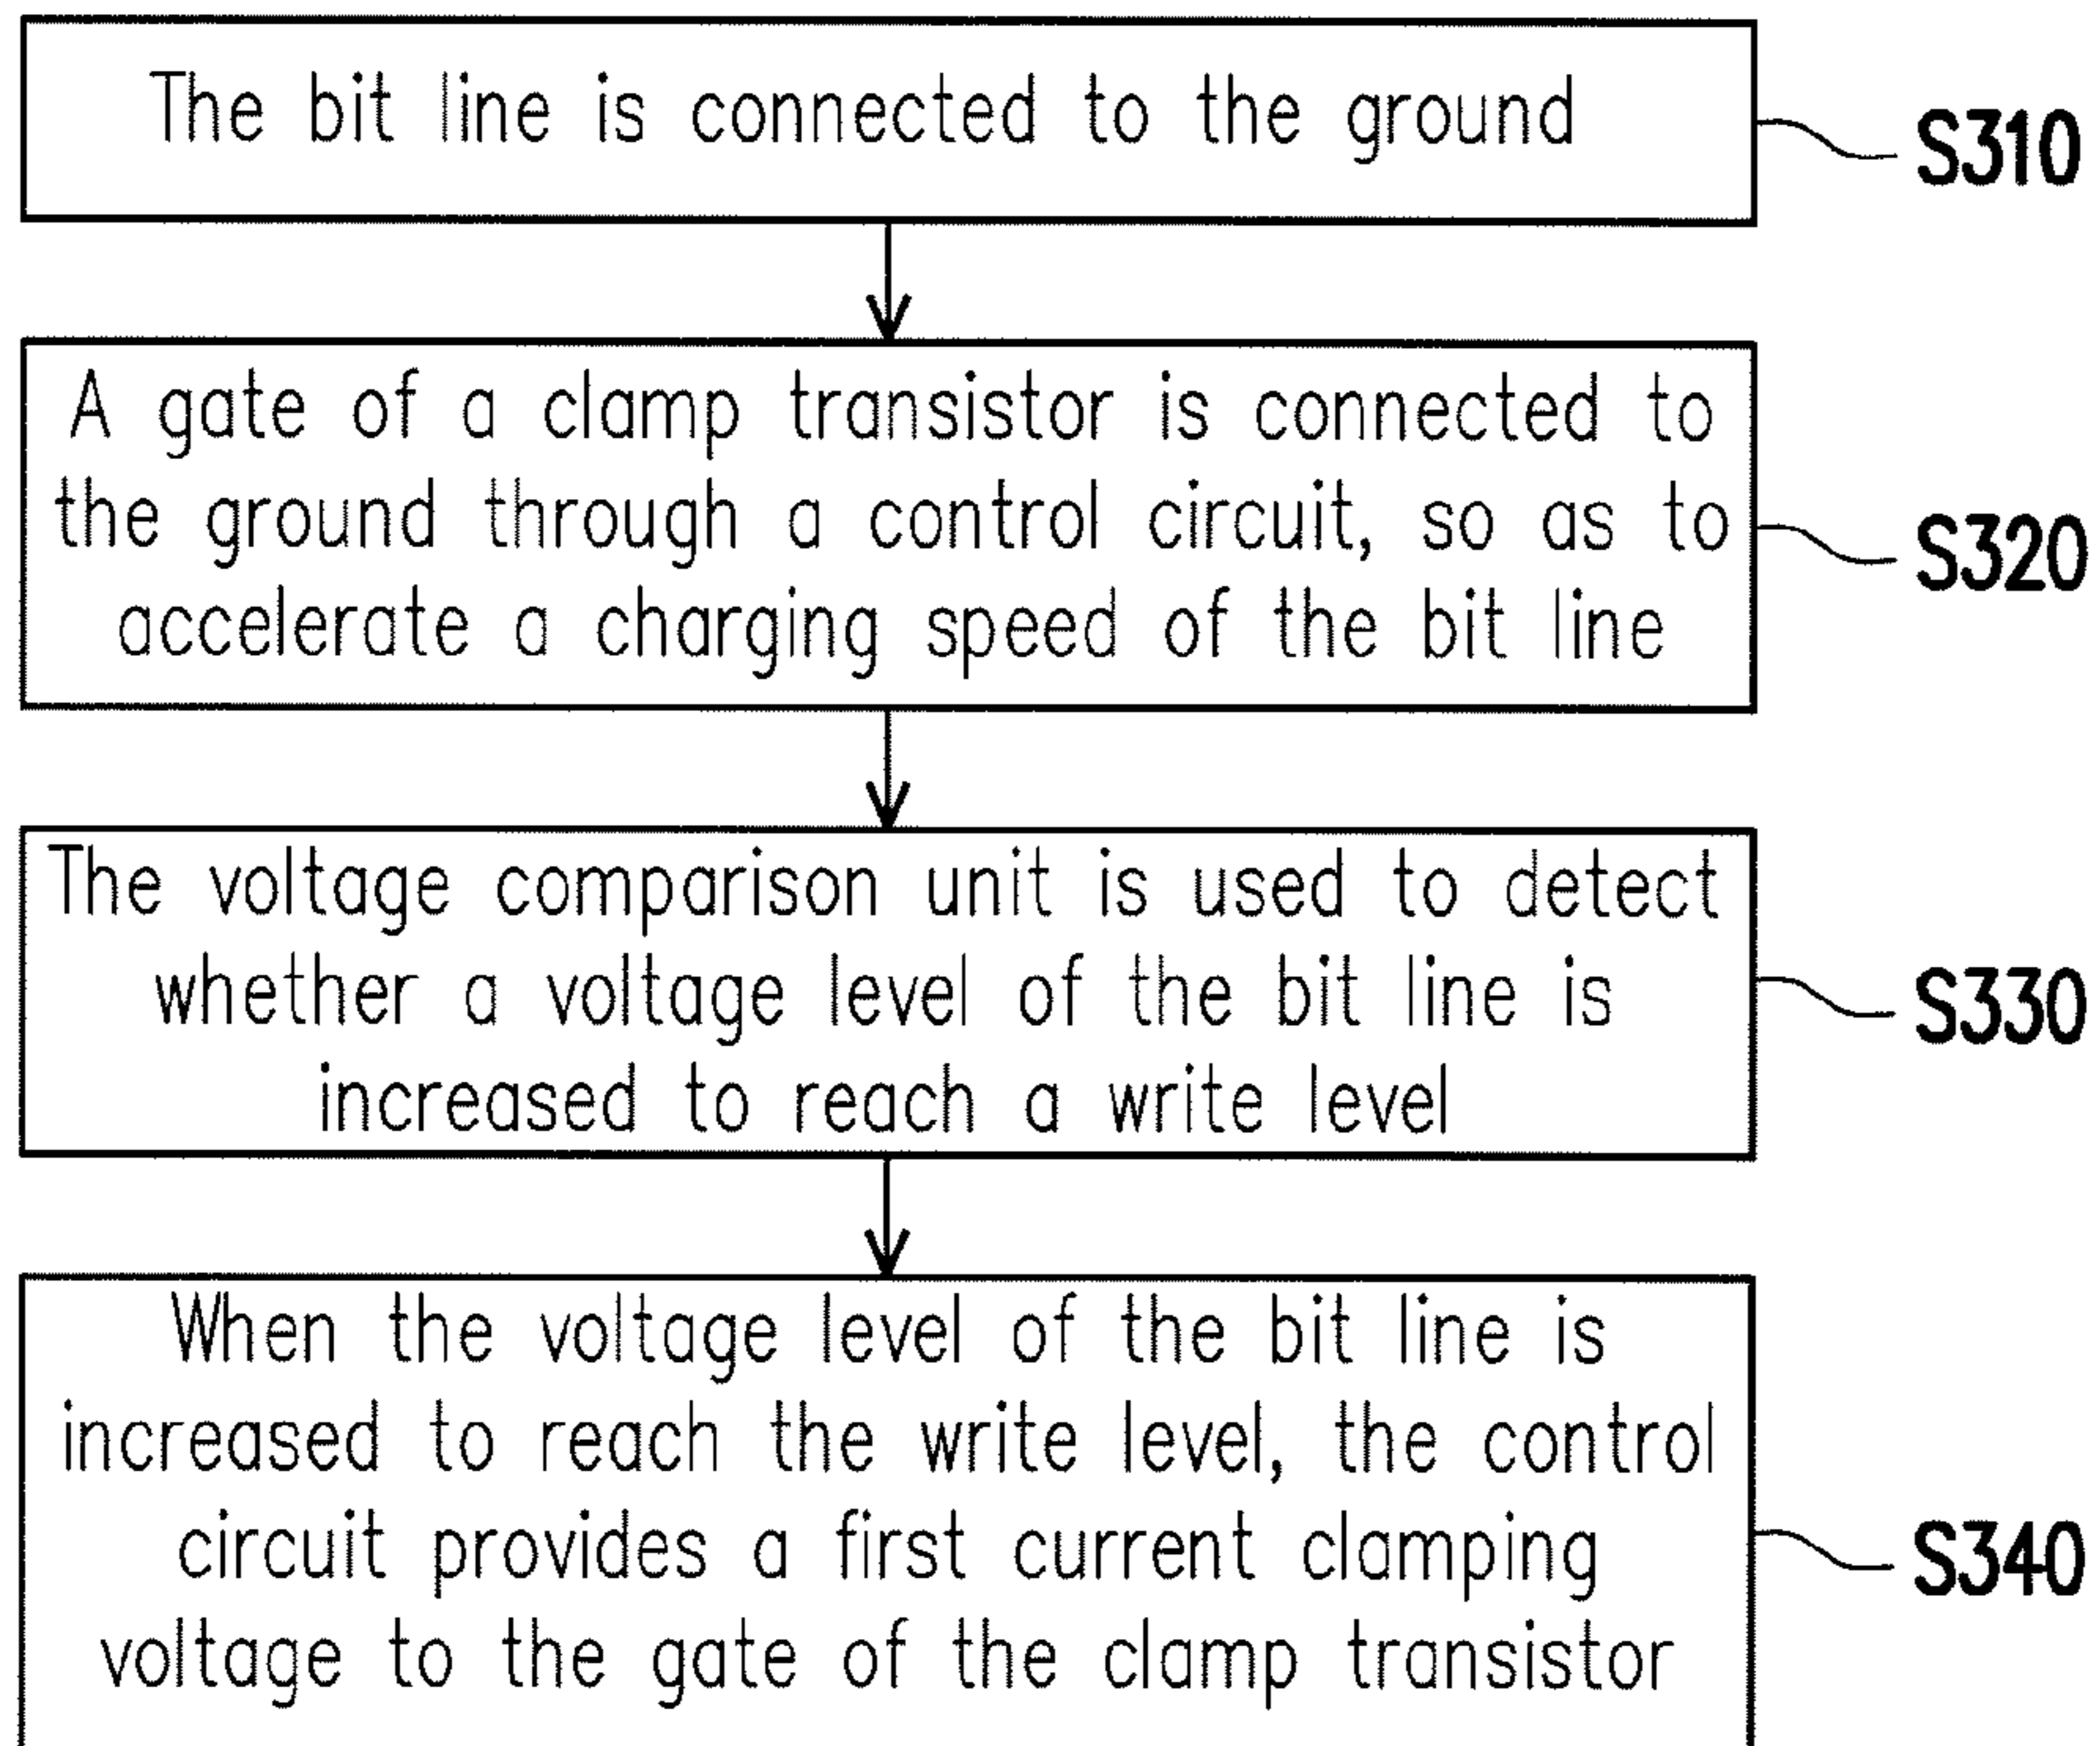 The bit line is connected to the ground
S310
A gate of a clamp transistor is connected to
the ground through a control circuit, so as to
accelerate a charging speed of the bit line
S320
The voltage comparison unit is used to detect
whether a voltage level of the bit line is
increased to reach a write level
S330
When the voltage level of the bit line is
increased to reach the write level, the control
circuit provides a first current clamping
voltage to the gate of the clamp transistor
S340